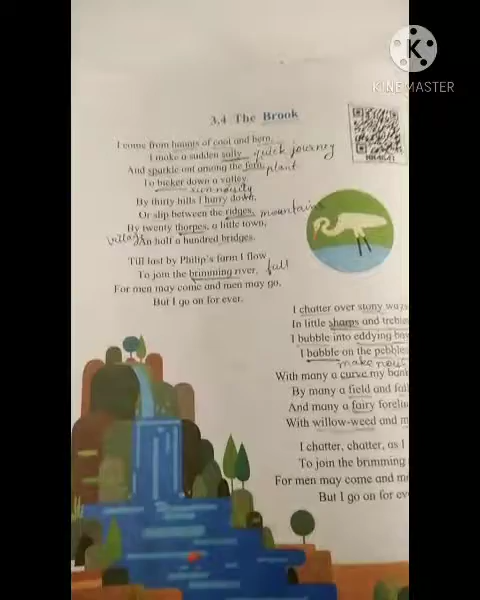 K
KINEMASTER
3.4 The Brook
I come from haunts of coot and hern,
I make a sudden sally quick journey
And sparkle out among the fern, plant
To bicker down a valley.
run noisily
By thirty hills I hurry down,
Or slip between the ridges, mountains
By twenty thorpes, a little town,
village And half a hundred bridges.
Till last by Philip's farm I flow
To join the brimming river, full
For men may come and men may go,
But I go on for ever.
I chatter over stony ways
In little sharps and trebles
I bubble into eddying bay
I babble on the pebbles
make noise
With many a curve my bank
By many a field and fal
And many a fairy forelan
With willow-weed and m
I chatter, chatter, as I
To join the brimming
For men may come and me
But I go on for eve